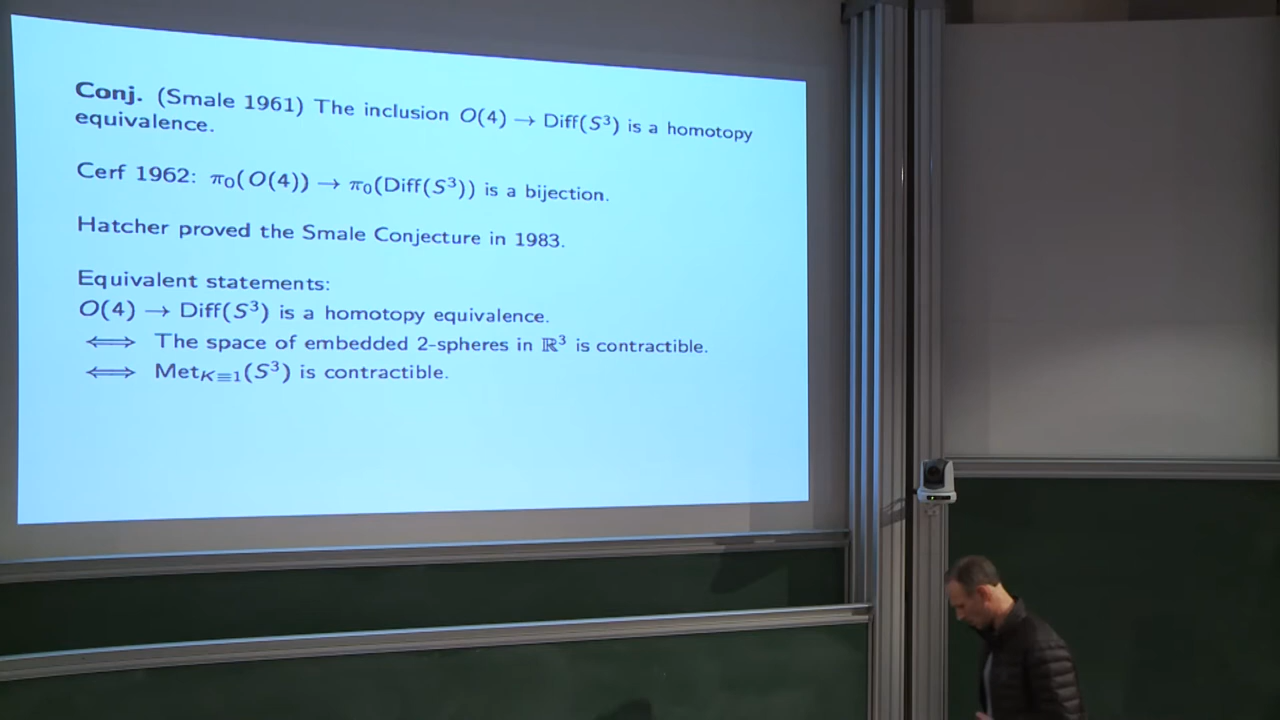 Conj. (Smale 1961) The inclusion O(4) → Diff(S³) is a homotopy
equivalence.
Cerf 1962: π₀(O(4)) → π₀(Diff(S³)) is a bijection.
Hatcher proved the Smale Conjecture in 1983.
Equivalent statements:
O(4) → Diff(S³) is a homotopy equivalence.
⟺ The space of embedded 2-spheres in ℝ³ is contractible.
⟺ Met_{K≡1}(S³) is contractible.